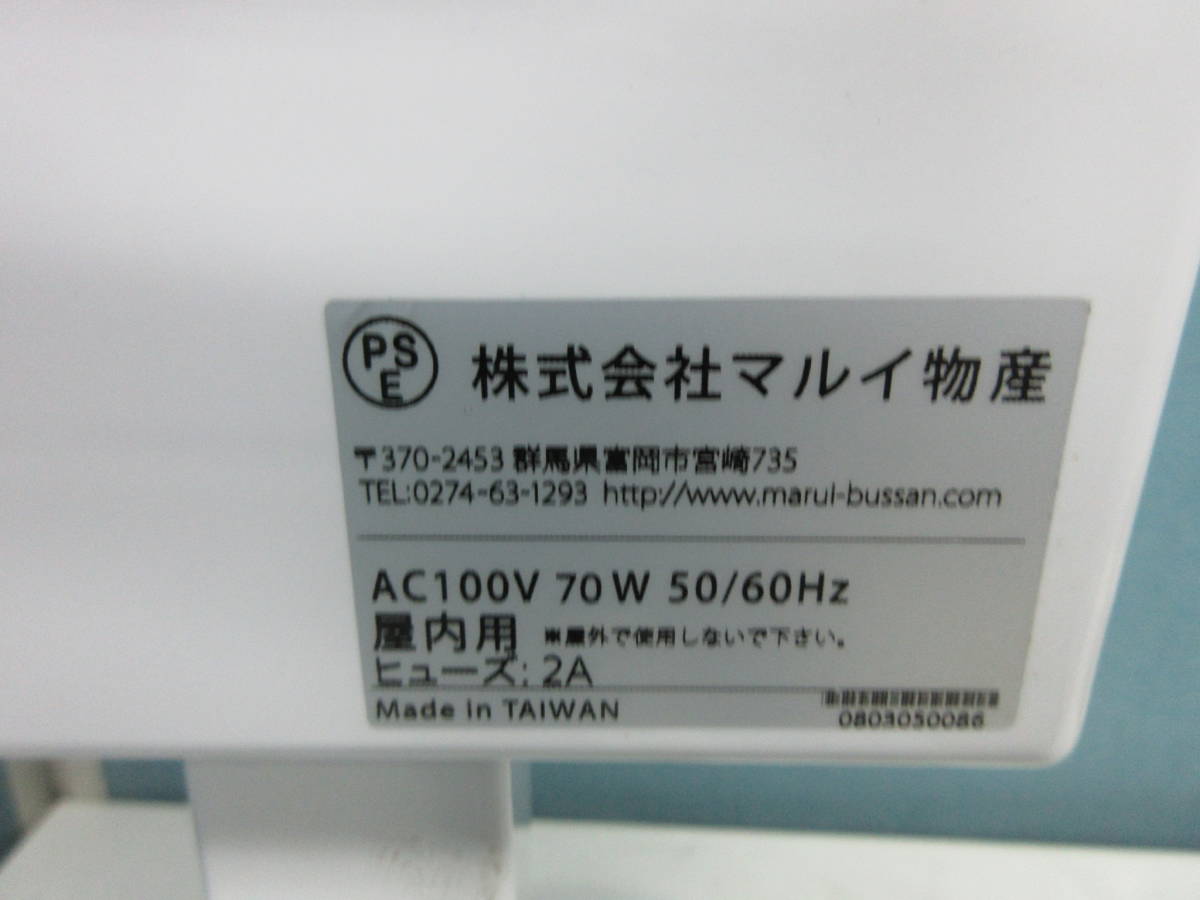 PSE 株式会社マルイ物産
〒370-2453 群馬県富岡市宮崎735
TEL:0274-63-1293 http://www.marui-bussan.com
AC100V 70W 50/60Hz
屋内用 ※屋外で使用しないで下さい。
ヒューズ: 2A
Made in TAIWAN
0803050086